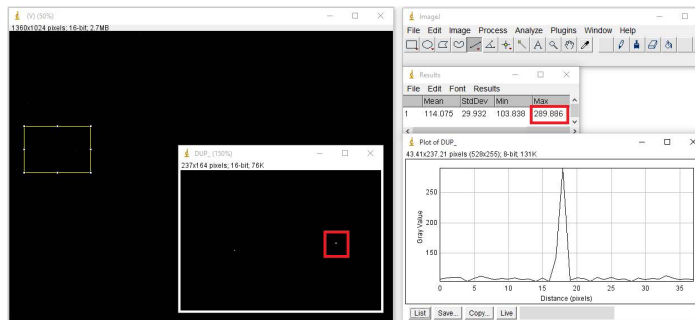 (V) (50%)
1360x1024 pixels; 16-bit; 2.7MB
DUP_ (150%)
237x164 pixels; 16-bit; 76K
ImageJ
File Edit Image Process Analyze Plugins Window Help
A
Results
File Edit Font Results
Mean StdDev Min Max
1 114.075 29.932 103.838 289.886
Plot of DUP_
43.41x237.21 pixels (528x255); 8-bit; 131K
250
200
150
Gray Value
0 5 10 15 20 25 30 35
Distance (pixels)
List Save... Copy... Live